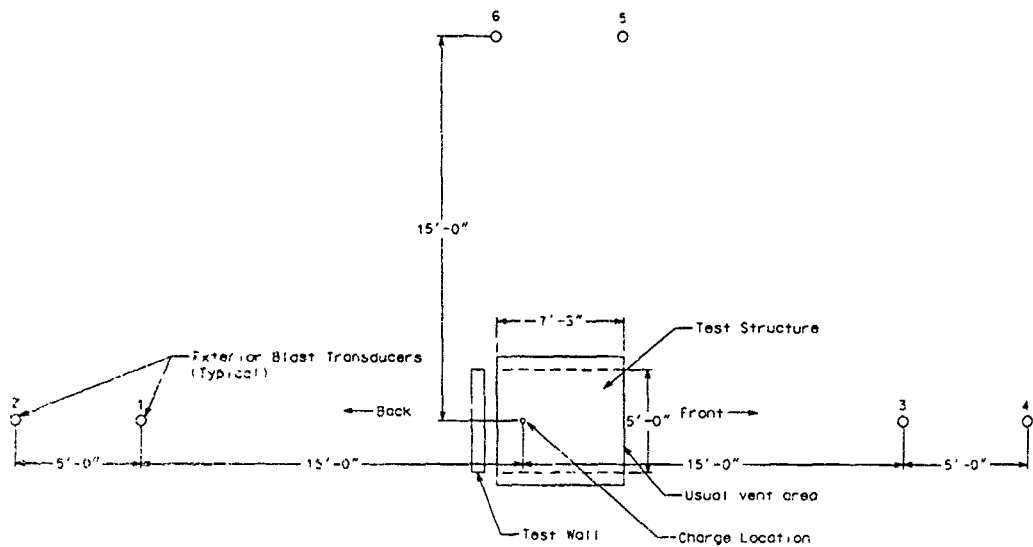 6 5
15'-0"
7'-3"
Test Structure
Exterior Blast Transducers
(Typical)
2 1
Back
5'-0"
Front
3 4
5'-0" 15'-0" 15'-0" 5'-0"
Usual vent area
Test Wall
Charge Location